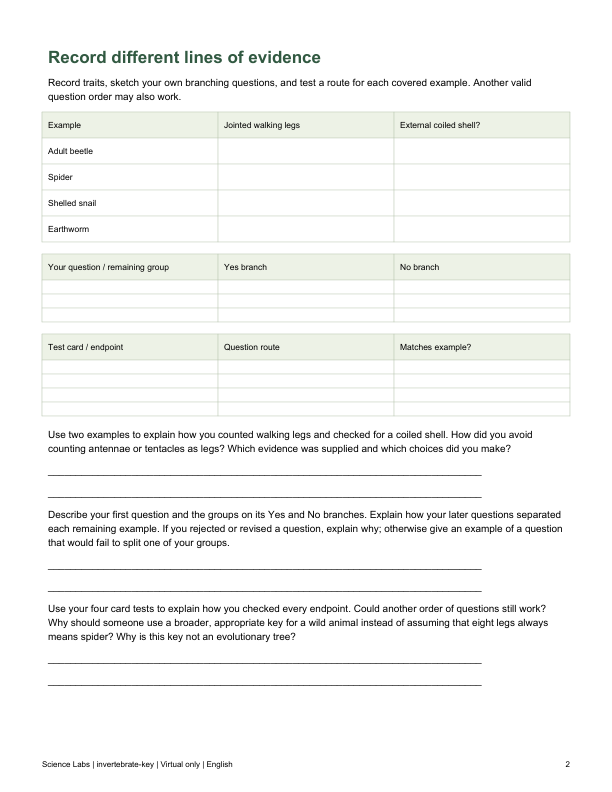 Record different lines of evidence
Record traits, sketch your own branching questions, and test a route for each covered example. Another valid
question order may also work.
Example Jointed walking legs External coiled shell?
Adult beetle
Spider
Shelled snail
Earthworm
Your question / remaining group Yes branch No branch
Test card / endpoint Question route Matches example?
Use two examples to explain how you counted walking legs and checked for a coiled shell. How did you avoid
counting antennae or tentacles as legs? Which evidence was supplied and which choices did you make?
Describe your first question and the groups on its Yes and No branches. Explain how your later questions separated
each remaining example. If you rejected or revised a question, explain why; otherwise give an example of a question
that would fail to split one of your groups.
Use your four card tests to explain how you checked every endpoint. Could another order of questions still work?
Why should someone use a broader, appropriate key for a wild animal instead of assuming that eight legs always
means spider? Why is this key not an evolutionary tree?
Science Labs | invertebrate-key | Virtual only | English 2